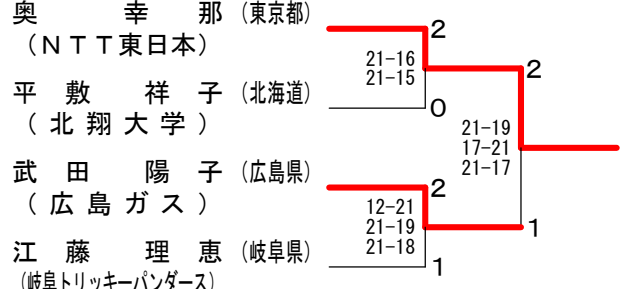 奥 幸 那 (東京都)
(NTT東日本)
平 敷 祥 子 (北海道)
(北翔大学)
武 田 陽 子 (広島県)
(広島ガス)
江 藤 理 恵 (岐阜県)
(岐阜トリッキーパンダース)
2
21-16
21-15
0
2
12-21
21-19
21-18
1
2
21-19
17-21
21-17
1